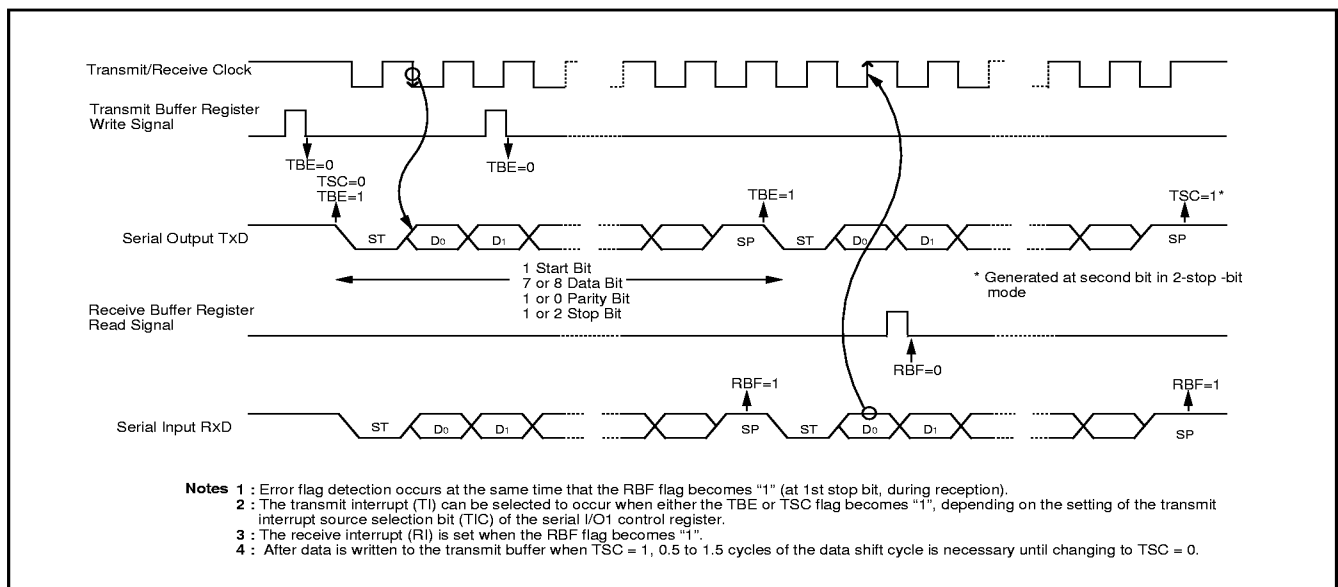 Transmit/Receive Clock
Transmit Buffer Register
Write Signal
TBE=0
TBE=0
TSC=0
TBE=1
TBE=1
TSC=1*
Serial Output TxD
ST
D0
D1
SP
ST
D0
D1
SP
1 Start Bit
7 or 8 Data Bit
1 or 0 Parity Bit
1 or 2 Stop Bit
* Generated at second bit in 2-stop -bit
mode
Receive Buffer Register
Read Signal
RBF=0
RBF=1
RBF=1
Serial Input RxD
ST
D0
D1
SP
ST
D0
D1
SP
Notes 1 : Error flag detection occurs at the same time that the RBF flag becomes “1” (at 1st stop bit, during reception).
2 : The transmit interrupt (TI) can be selected to occur when either the TBE or TSC flag becomes “1”, depending on the setting of the transmit
interrupt source selection bit (TIC) of the serial I/O1 control register.
3 : The receive interrupt (RI) is set when the RBF flag becomes “1”.
4 : After data is written to the transmit buffer when TSC = 1, 0.5 to 1.5 cycles of the data shift cycle is necessary until changing to TSC = 0.